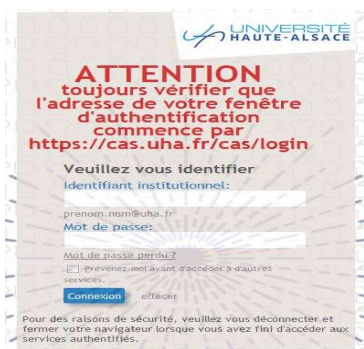 UNIVERSITÉ
HAUTE-ALSACE
ATTENTION
toujours vérifier que
l'adresse de votre fenêtre
d'authentification
commence par
https://cas.uha.fr/cas/login
Veuillez vous identifier
Identifiant institutionnel:
prenom.nom@uha.fr
Mot de passe:
Mot de passe perdu ?
Prévenez-moi avant d'accéder à d'autres
services.
Connexion effacer
Pour des raisons de sécurité, veuillez vous déconnecter et
fermer votre navigateur lorsque vous avez fini d'accéder aux
services authentifiés.